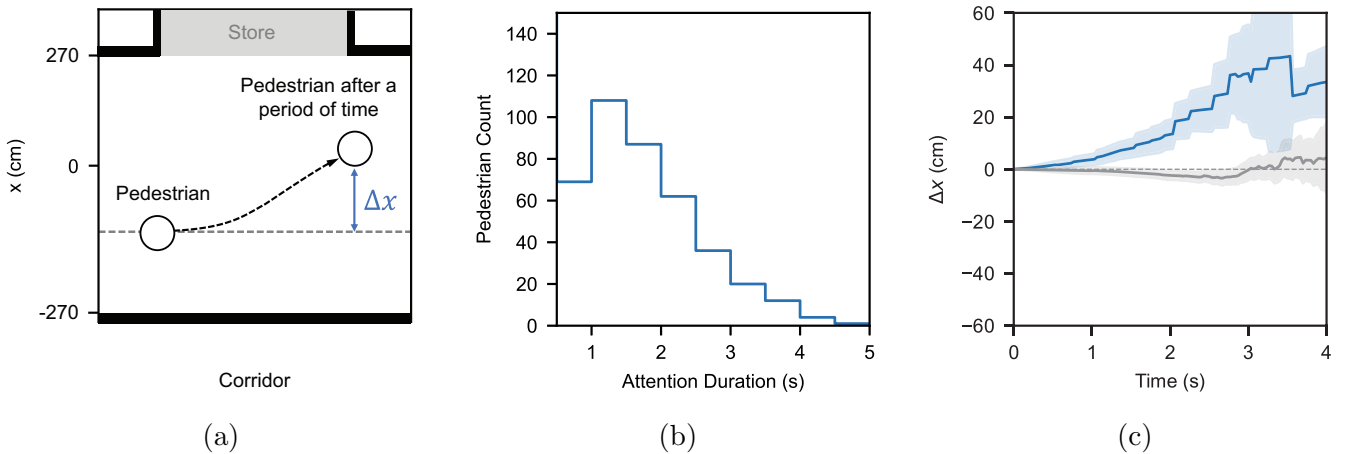 Store
270
Pedestrian after a
period of time
x (cm)
0
Pedestrian
Δx
-270
Corridor
(a)
140
120
100
80
60
40
20
0
Pedestrian Count
1 2 3 4 5
Attention Duration (s)
(b)
60
40
20
0
−20
−40
−60
Δx (cm)
0 1 2 3 4
Time (s)
(c)